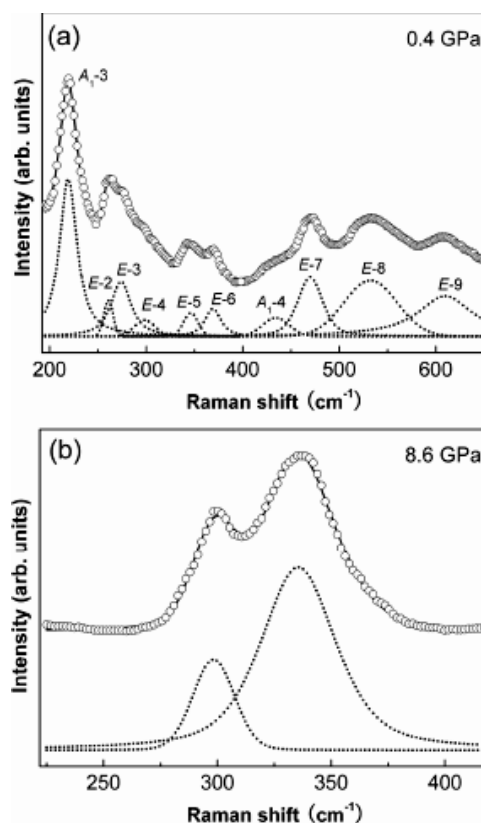 (a)
0.4 GPa
A₁-3
E-2
E-3
E-4
E-5
E-6
A₁-4
E-7
E-8
E-9
Intensity (arb. units)
200 300 400 500 600
Raman shift (cm⁻¹)
(b)
8.6 GPa
Intensity (arb. units)
250 300 350 400
Raman shift (cm⁻¹)